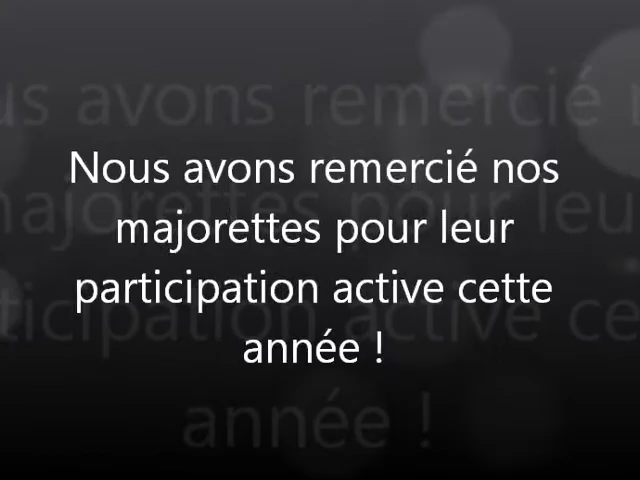 Nous avons remercié nos
majorettes pour leur
participation active cette
année !